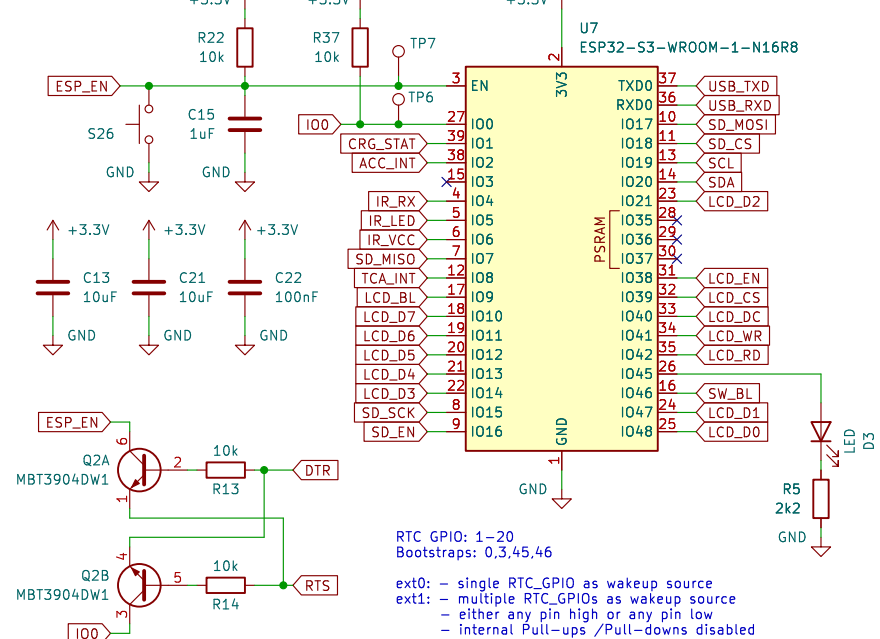 +3.3V
+3.3V
+3.3V
R22
10k
R37
10k
TP7
U7
ESP32-S3-WROOM-1-N16R8
2
3V3
ESP_EN
3
EN
TXD0
37
USB_TXD
TP6
RXD0
36
USB_RXD
S26
C15
1uF
IO0
27
IO0
IO17
10
SD_MOSI
CRG_STAT
39
IO1
IO18
11
SD_CS
ACC_INT
38
IO2
IO19
13
SCL
GND
GND
15
IO3
IO20
14
SDA
IR_RX
4
IO4
IO21
23
LCD_D2
IR_LED
5
IO5
IO35
28
+3.3V
+3.3V
+3.3V
IR_VCC
6
IO6
IO36
29
PSRAM
SD_MISO
7
IO7
IO37
30
C13
10uF
C21
10uF
C22
100nF
TCA_INT
12
IO8
IO38
31
LCD_EN
LCD_BL
17
IO9
IO39
32
LCD_CS
LCD_D7
18
IO10
IO40
33
LCD_DC
GND
GND
GND
LCD_D6
19
IO11
IO41
34
LCD_WR
LCD_D5
20
IO12
IO42
35
LCD_RD
LCD_D4
21
IO13
IO45
26
LCD_D3
22
IO14
IO46
16
SW_BL
SD_SCK
8
IO15
IO47
24
LCD_D1
SD_EN
9
IO16
IO48
25
LCD_D0
GND
1
GND
LED
D3
R5
2k2
GND
ESP_EN
6
Q2A
MBT3904DW1
2
1
10k
R13
DTR
4
Q2B
MBT3904DW1
5
3
10k
R14
RTS
IO0
RTC GPIO: 1-20
Bootstraps: 0,3,45,46
ext0: - single RTC_GPIO as wakeup source
ext1: - multiple RTC_GPIOs as wakeup source
- either any pin high or any pin low
- internal Pull-ups /Pull-downs disabled